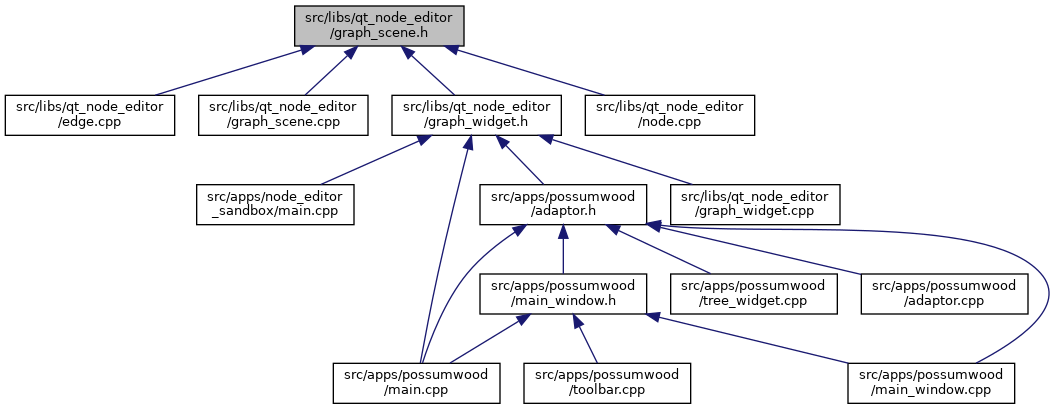 src/libs/qt_node_editor
/graph_scene.h
src/libs/qt_node_editor
/edge.cpp
src/libs/qt_node_editor
/graph_scene.cpp
src/libs/qt_node_editor
/graph_widget.h
src/libs/qt_node_editor
/node.cpp
src/apps/node_editor
_sandbox/main.cpp
src/apps/possumwood
/adaptor.h
src/libs/qt_node_editor
/graph_widget.cpp
src/apps/possumwood
/main_window.h
src/apps/possumwood
/tree_widget.cpp
src/apps/possumwood
/adaptor.cpp
src/apps/possumwood
/main.cpp
src/apps/possumwood
/toolbar.cpp
src/apps/possumwood
/main_window.cpp